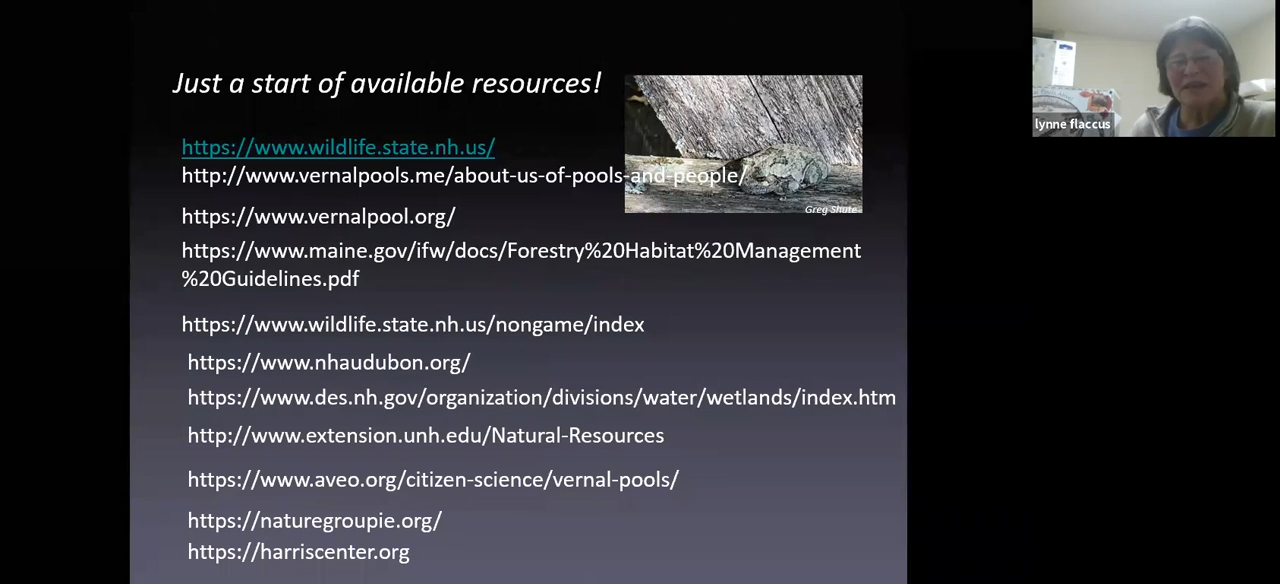 Just a start of available resources!
https://www.wildlife.state.nh.us/
http://www.vernalpools.me/about-us-of-pools-and-people/
Greg Shute
https://www.vernalpool.org/
https://www.maine.gov/ifw/docs/Forestry%20Habitat%20Management
%20Guidelines.pdf
https://www.wildlife.state.nh.us/nongame/index
https://www.nhaudubon.org/
https://www.des.nh.gov/organization/divisions/water/wetlands/index.htm
http://www.extension.unh.edu/Natural-Resources
https://www.aveo.org/citizen-science/vernal-pools/
https://naturegroupie.org/
https://harriscenter.org
lynne flaccus